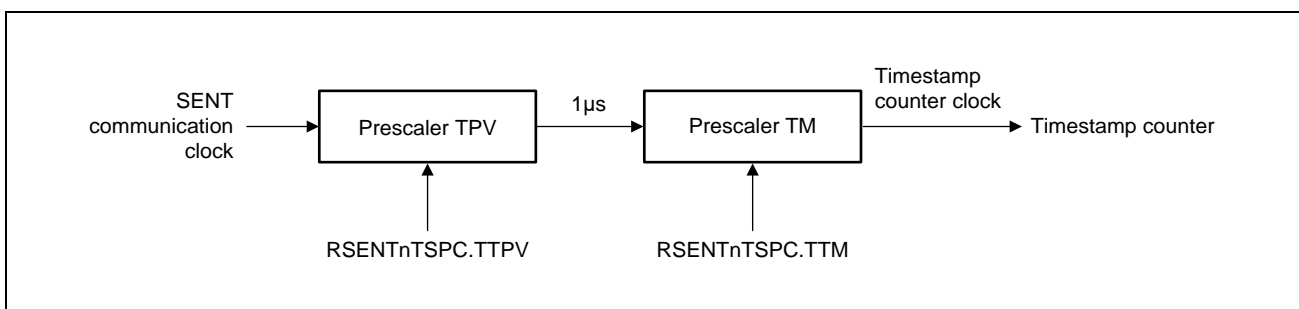 SENT
communication
clock
Prescaler TPV
1µs
Prescaler TM
Timestamp
counter clock
Timestamp counter
RSENTnTSPC.TTPV
RSENTnTSPC.TTM